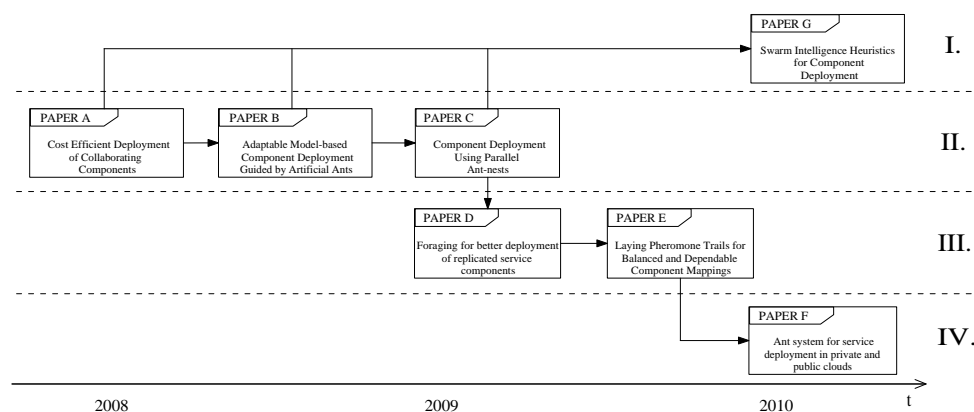 PAPER G
Swarm Intelligence Heuristics
for Component
Deployment
I.
PAPER A
Cost Efficient Deployment
of Collaborating
Components
PAPER B
Adaptable Model-based
Component Deployment
Guided by Artificial Ants
PAPER C
Component Deployment
Using Parallel
Ant-nests
II.
PAPER D
Foraging for better deployment
of replicated service
components
PAPER E
Laying Pheromone Trails for
Balanced and Dependable
Component Mappings
III.
PAPER F
Ant system for service
deployment in private and
public clouds
IV.
2008
2009
2010
t